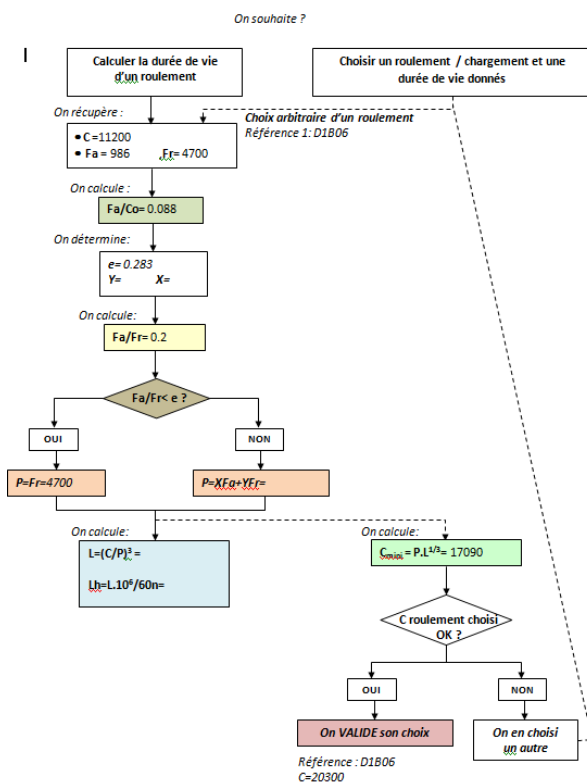 On souhaite ?
I
Calculer la durée de vie
d'un roulement
Choisir un roulement / chargement et une
durée de vie donnés
On récupère :
Choix arbitraire d'un roulement
Référence 1: D1B06
• C =11200
• Fa = 986 ,Fr= 4700
On calcule :
Fa/Co= 0.088
On détermine:
e= 0.283
Y= X=
On calcule:
Fa/Fr= 0.2
Fa/Fr< e ?
OUI
NON
P=Fr=4700
P=XFa+YFr=
On calcule:
On calcule:
L=(C/P)³ =
Lh=L.10⁶/60n=
Cmini = P.L¹/³= 17090
C roulement choisi
OK ?
OUI
NON
On VALIDE son choix
On en choisi
un autre
Référence : D1B06
C=20300